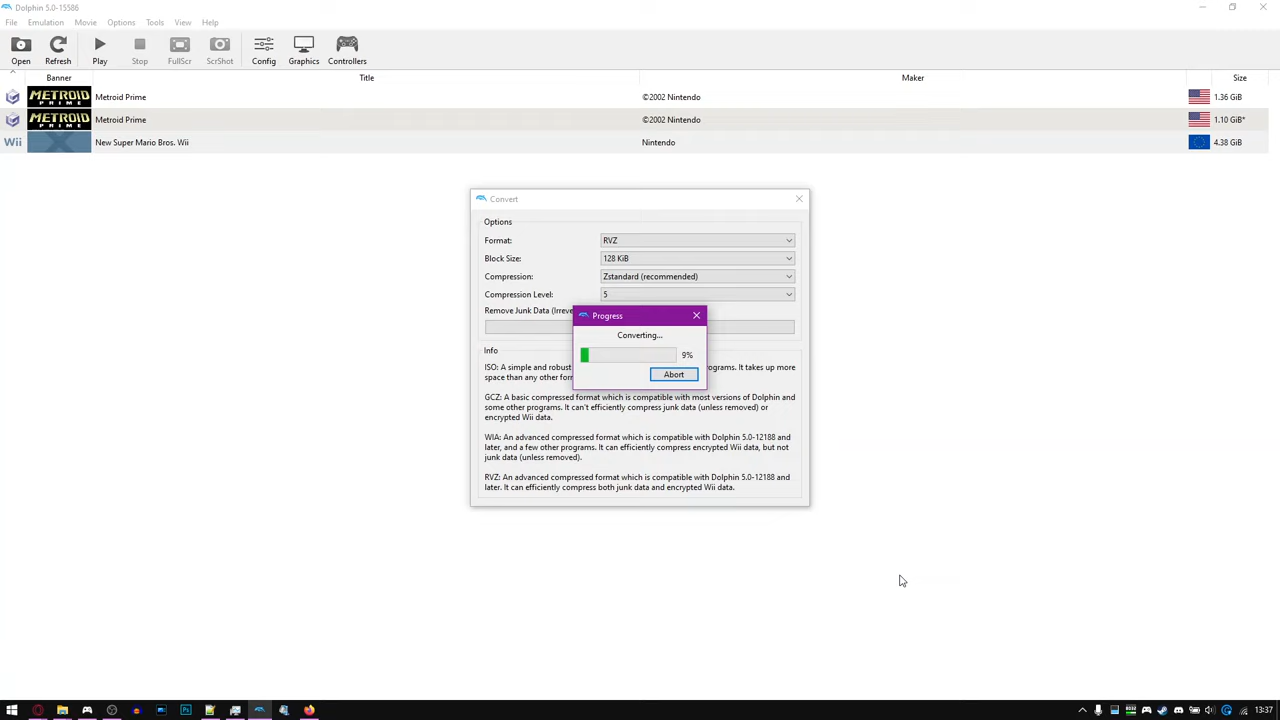 Dolphin 5.0-15586
File Emulation Movie Options Tools View Help
Open Refresh Play Stop FullScr ScrShot Config Graphics Controllers
Banner Title Maker Size
METROID PRIME Metroid Prime ©2002 Nintendo 1.36 GiB
METROID PRIME Metroid Prime ©2002 Nintendo 1.10 GiB*
Wii New Super Mario Bros. Wii Nintendo 4.38 GiB
Convert
Options
Format: RVZ
Block Size: 128 KiB
Compression: Zstandard (recommended)
Compression Level: 5
Remove Junk Data (Irreve
Progress
Converting...
9%
Abort
Info
ISO: A simple and robust rograms. It takes up more
space than any other for
GCZ: A basic compressed format which is compatible with most versions of Dolphin and
some other programs. It can't efficiently compress junk data (unless removed) or
encrypted Wii data.
WIA: An advanced compressed format which is compatible with Dolphin 5.0-12188 and
later, and a few other programs. It can efficiently compress encrypted Wii data, but not
junk data (unless removed).
RVZ: An advanced compressed format which is compatible with Dolphin 5.0-12188 and
later. It can efficiently compress both junk data and encrypted Wii data.
Ps
13:37